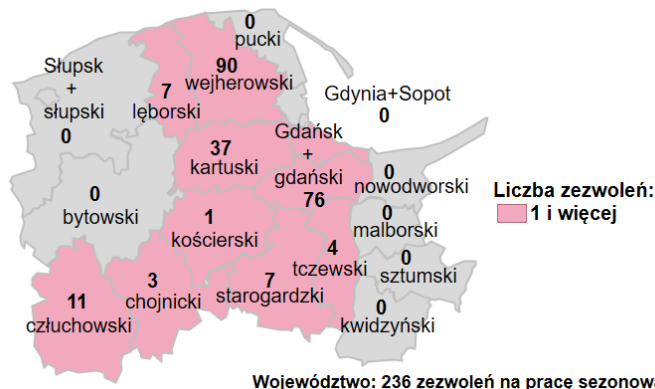 0
pucki
90
wejherowski
Słupsk
+
słupski
0
7
lęborski
Gdynia+Sopot
0
37
kartuski
Gdańsk
+
gdański
76
0
nowodworski
0
bytowski
1
kościerski
0
malborski
4
tczewski
0
sztumski
3
chojnicki
7
starogardzki
11
człuchowski
0
kwidzyński
Liczba zezwoleń:
1 i więcej
Województwo: 236 zezwoleń na pracę sezonową